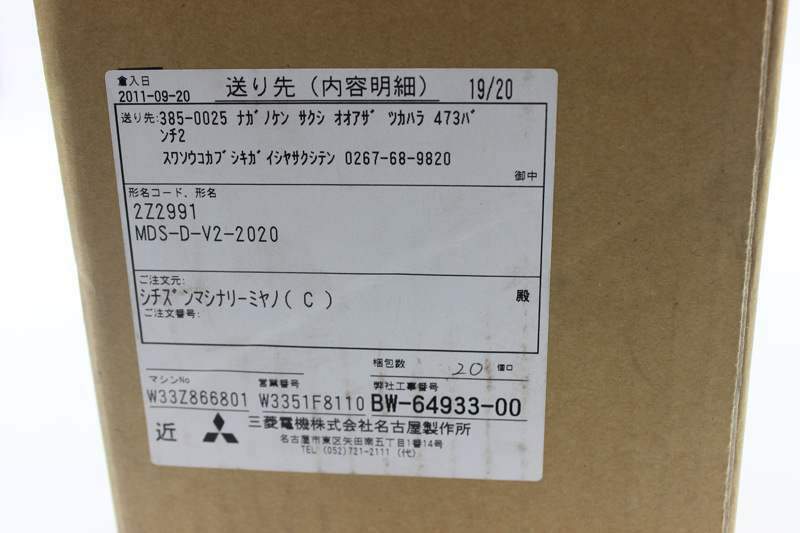 倉入日
2011-09-20 送り先(内容明細) 19/20
送り先:385-0025 ﾅｶﾞﾉｹﾝ ｻｸｼ ｵｵｱｻﾞ ﾂｶﾊﾗ 473ﾊﾞ
ﾝﾁ2
ｽﾜｿｳｺｶﾌﾞｼｷｶﾞｲｼﾔｻｸｼﾃﾝ 0267-68-9820
御中
形名コード、形名
2Z2991
MDS-D-V2-2020
ご注文元:
ｼﾁｽﾞﾝﾏｼﾅﾘｰﾐﾔﾉ( C ) 殿
ご注文番号:
梱包数 20 個口
マシンNo 営業番号 弊社工事番号
W33Z866801 W3351F8110 BW-64933-00
近 三菱電機株式会社名古屋製作所
名古屋市東区矢田南五丁目1番14号
TEL (052)721-2111 (代)